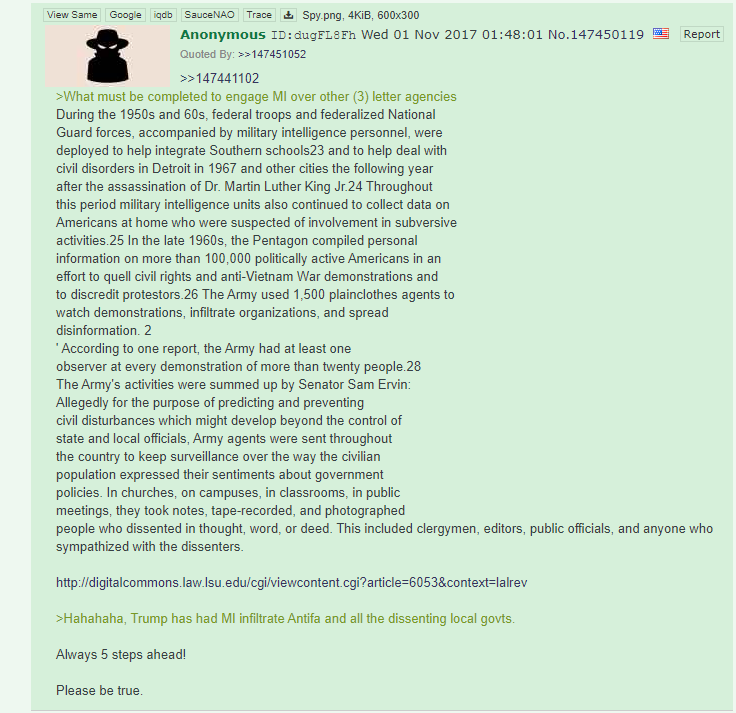 View Same Google iqdb SauceNAO Trace Spy.png, 4KiB, 600x300
Anonymous ID:dugFL8Fh Wed 01 Nov 2017 01:48:01 No.147450119 Report
Quoted By: >>147451052
>>147441102
>What must be completed to engage MI over other (3) letter agencies
During the 1950s and 60s, federal troops and federalized National
Guard forces, accompanied by military intelligence personnel, were
deployed to help integrate Southern schools23 and to help deal with
civil disorders in Detroit in 1967 and other cities the following year
after the assassination of Dr. Martin Luther King Jr.24 Throughout
this period military intelligence units also continued to collect data on
Americans at home who were suspected of involvement in subversive
activities.25 In the late 1960s, the Pentagon compiled personal
information on more than 100,000 politically active Americans in an
effort to quell civil rights and anti-Vietnam War demonstrations and
to discredit protestors.26 The Army used 1,500 plainclothes agents to
watch demonstrations, infiltrate organizations, and spread
disinformation. 2
' According to one report, the Army had at least one
observer at every demonstration of more than twenty people.28
The Army's activities were summed up by Senator Sam Ervin:
Allegedly for the purpose of predicting and preventing
civil disturbances which might develop beyond the control of
state and local officials, Army agents were sent throughout
the country to keep surveillance over the way the civilian
population expressed their sentiments about government
policies. In churches, on campuses, in classrooms, in public
meetings, they took notes, tape-recorded, and photographed
people who dissented in thought, word, or deed. This included clergymen, editors, public officials, and anyone who
sympathized with the dissenters.
http://digitalcommons.law.lsu.edu/cgi/viewcontent.cgi?article=6053&context=lalrev
>Hahahaha, Trump has had MI infiltrate Antifa and all the dissenting local govts.
Always 5 steps ahead!
Please be true.